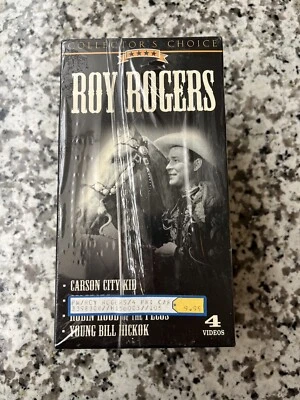 COLLECTOR'S CHOICE
ROY ROGERS
• CARSON CITY KID
ROBIN HOOD OF THE PECOS
YOUNG BILL HICKOK
4
VIDEOS